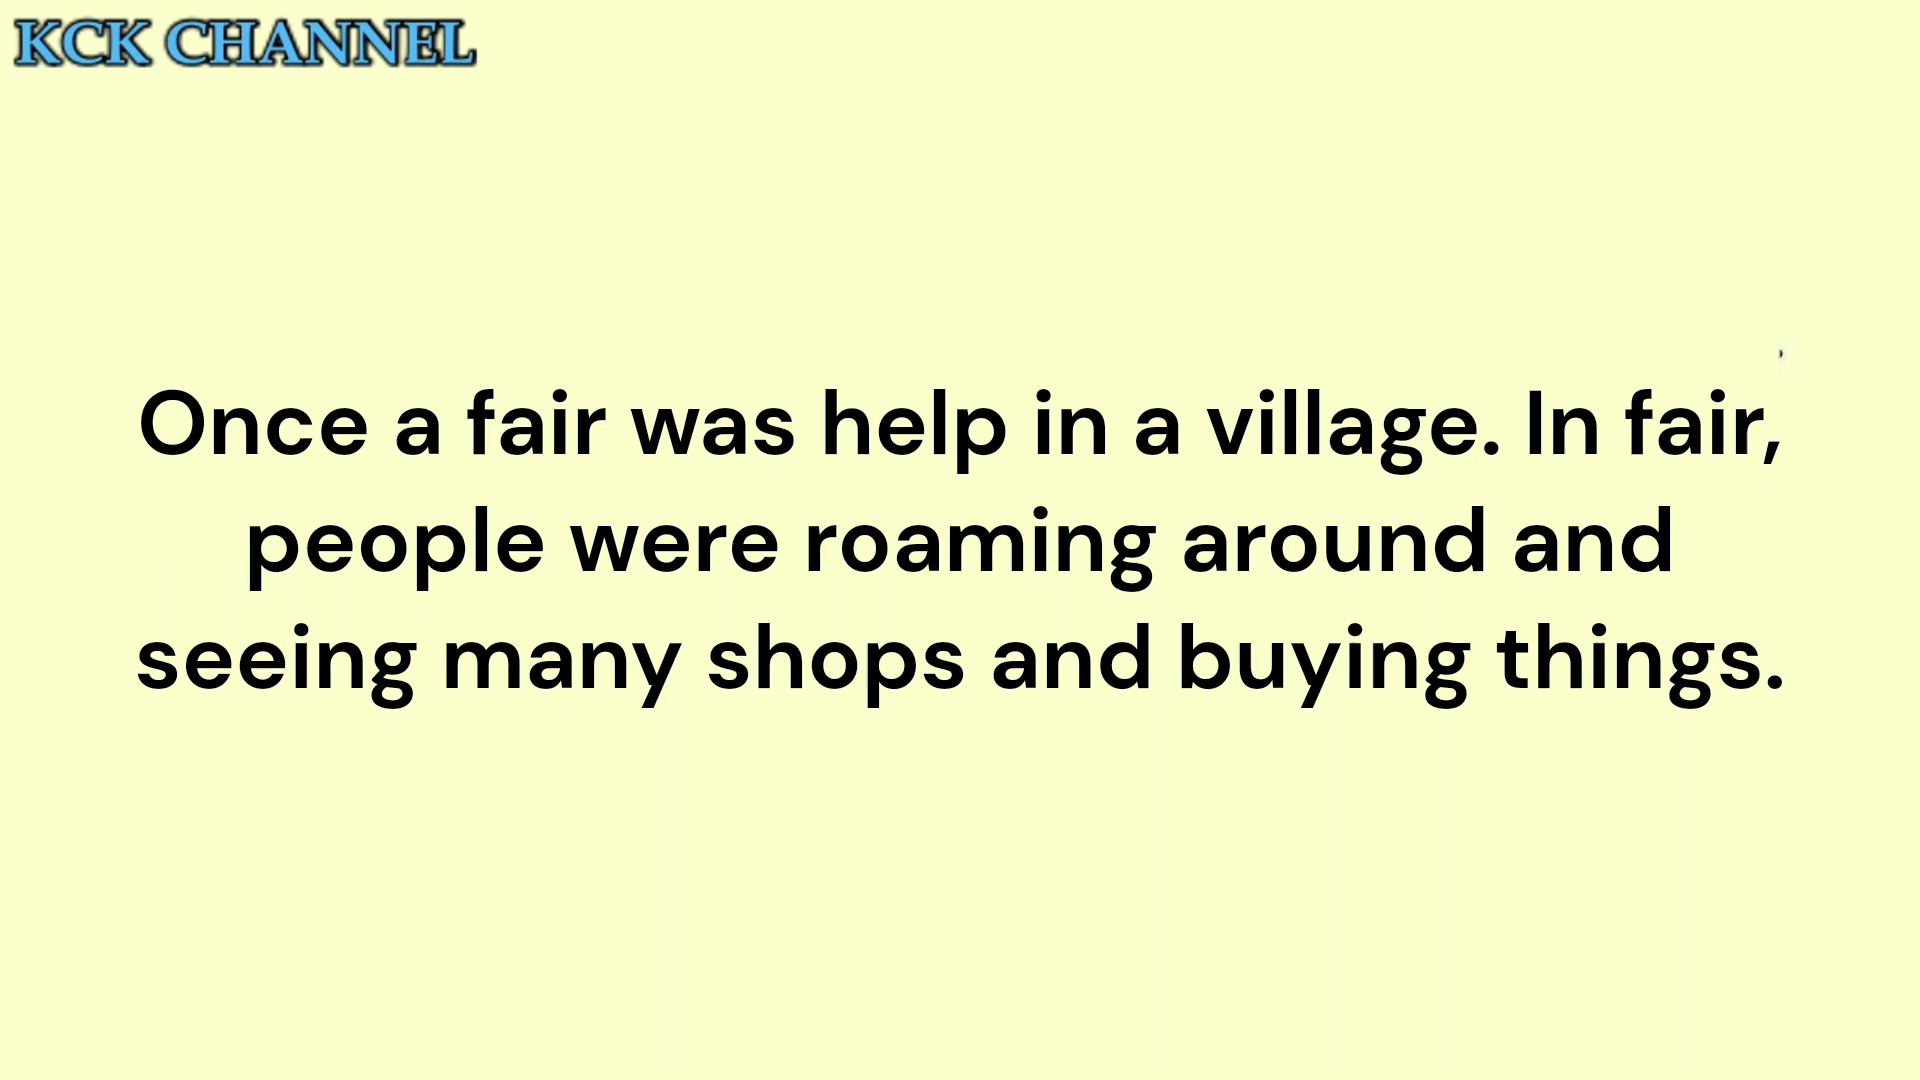 KCK CHANNEL
Once a fair was help in a village. In fair,
people were roaming around and
seeing many shops and buying things.